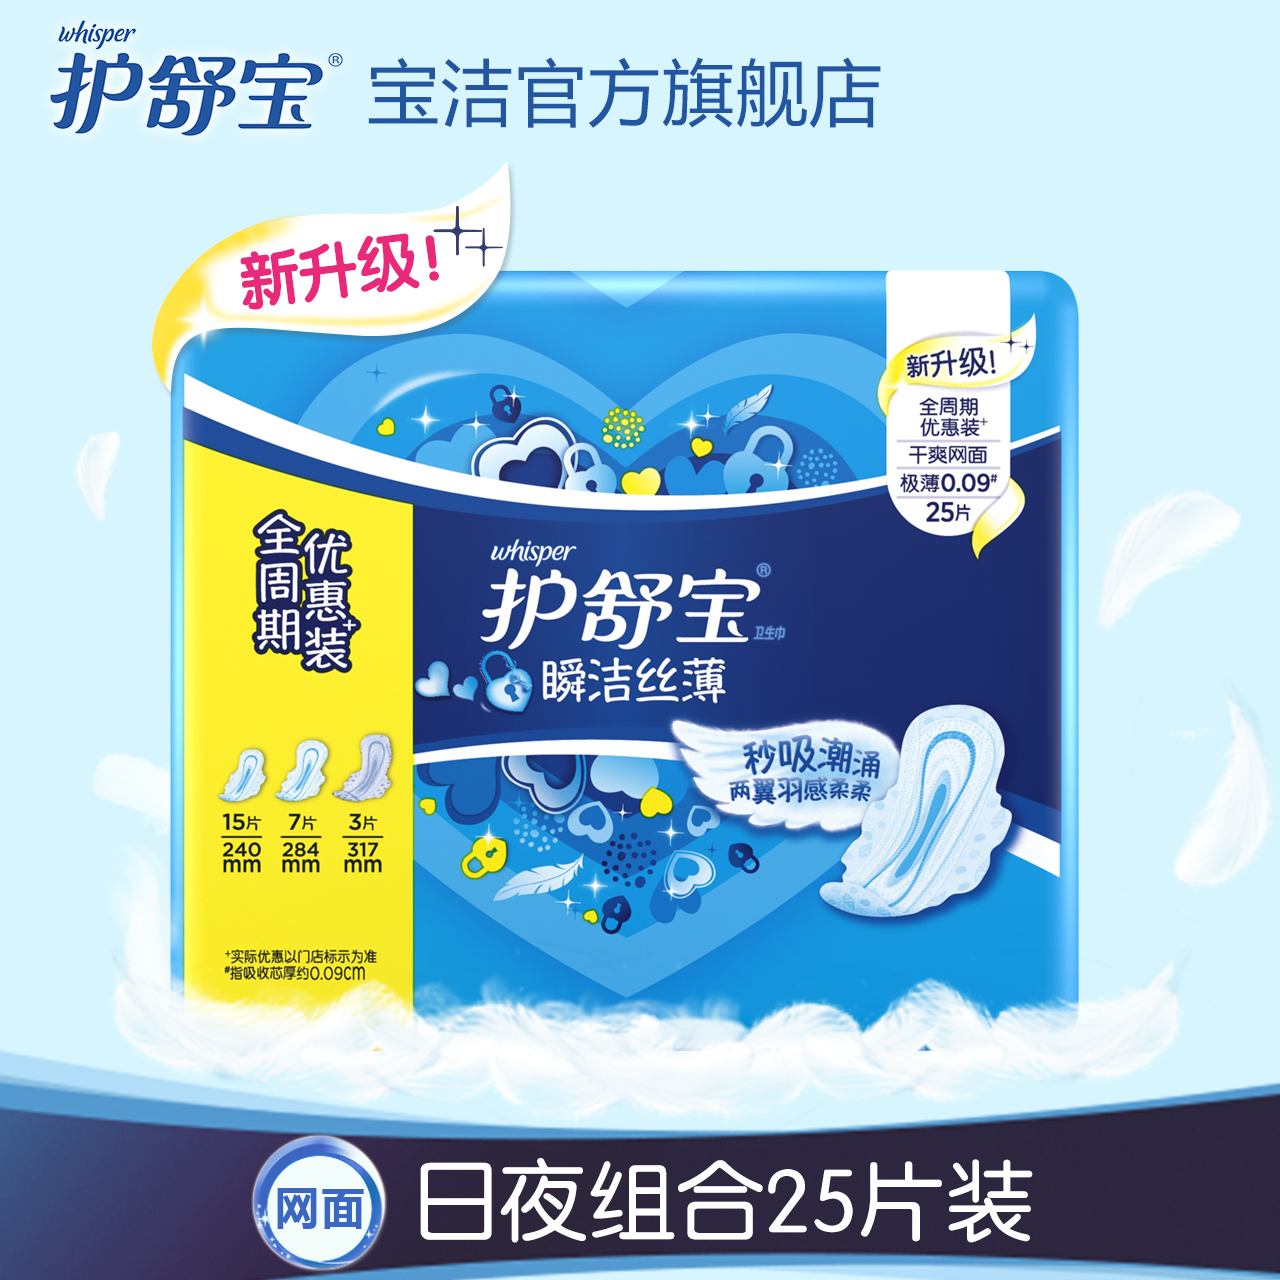 whisper
护舒宝® 宝洁官方旗舰店
新升级!
新升级!
全周期
优惠装+
干爽网面
极薄0.09#
25片
全周期
优惠装+
whisper
护舒宝®
卫生巾
瞬洁丝薄
秒吸潮涌
两翼羽感柔柔
15片 7片 3片
240 284 317
mm mm mm
+实际优惠以门店标示为准
#指吸收芯厚约0.09cm
网面 日夜组合25片装